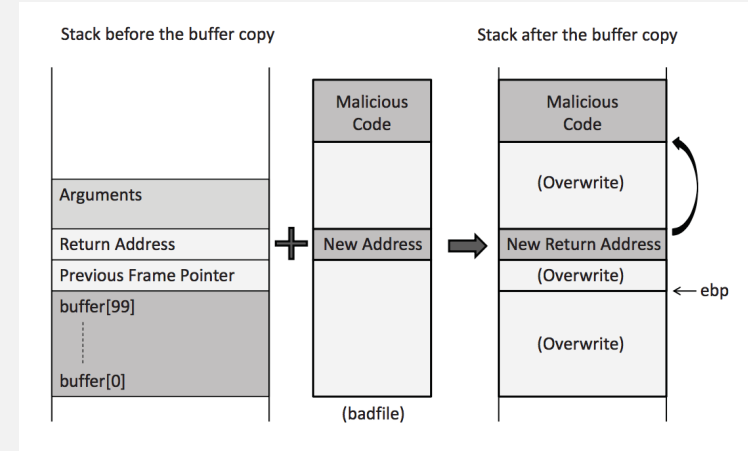 Stack before the buffer copy
Stack after the buffer copy
Arguments
Return Address
Previous Frame Pointer
buffer[99]
buffer[0]
Malicious
Code
New Address
(badfile)
Malicious
Code
(Overwrite)
New Return Address
(Overwrite)
ebp
(Overwrite)